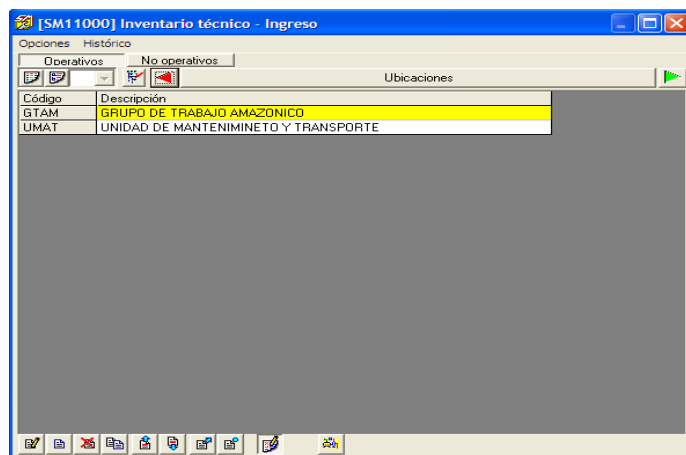 [SM11000] Inventario técnico - Ingreso
Opciones Histórico
Operativos No operativos
Ubicaciones
Código Descripción
GTAM GRUPO DE TRABAJO AMAZONICO
UMAT UNIDAD DE MANTENIMINETO Y TRANSPORTE